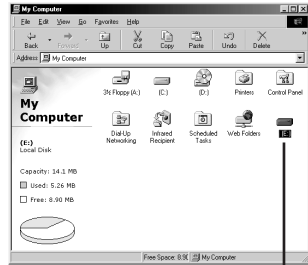 My Computer
File Edit View Go Favorites Help
Back Forward Up Cut Copy Paste Undo Delete
Address My Computer
My Computer
3½ Floppy (A:) (C:) (D:) Printers Control Panel
Dial-Up Networking Infrared Recipient Scheduled Tasks Web Folders (E:)
(E:)
Local Disk
Capacity: 14.1 MB
Used: 5.26 MB
Free: 8.90 MB
Free Space: 8.9( My Computer